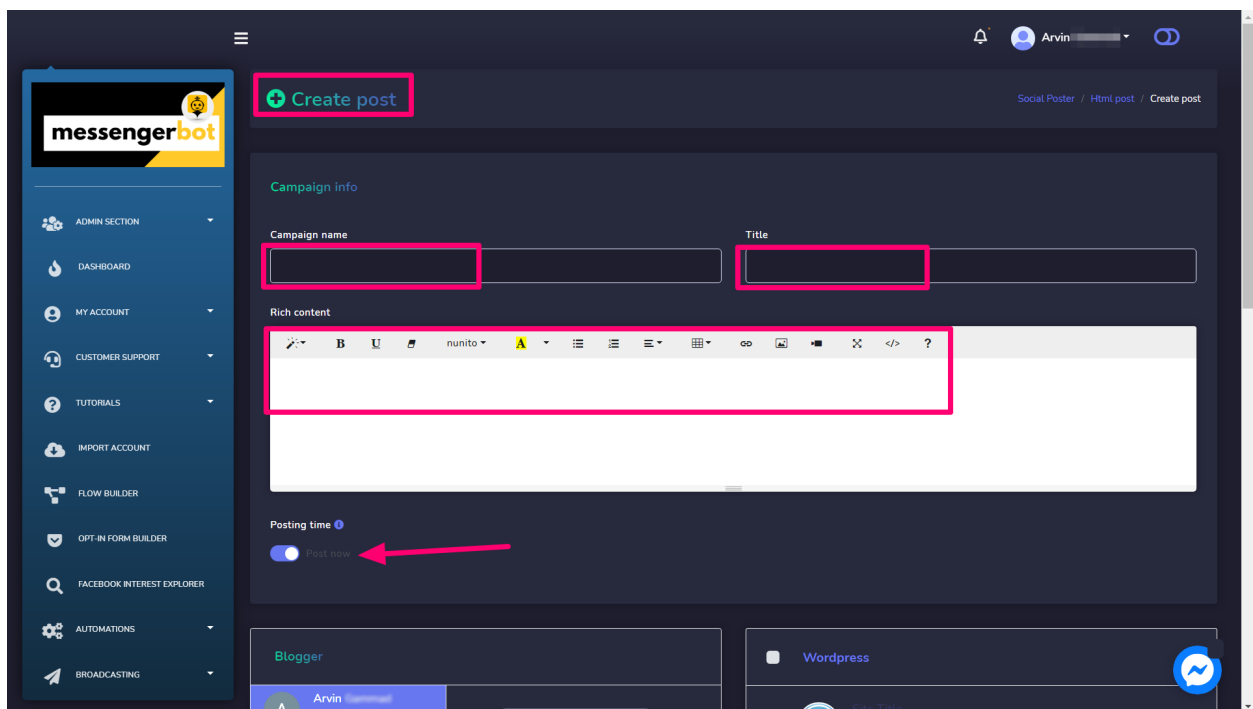 Arvin
messengerbot
Create post
Social Poster / Html post / Create post
ADMIN SECTION
DASHBOARD
MY ACCOUNT
CUSTOMER SUPPORT
TUTORIALS
IMPORT ACCOUNT
FLOW BUILDER
OPT-IN FORM BUILDER
FACEBOOK INTEREST EXPLORER
AUTOMATIONS
BROADCASTING
Campaign info
Campaign name
Title
Rich content
B U nunito A </> ?
Posting time
Post now
Blogger
A
Arvin
Wordpress